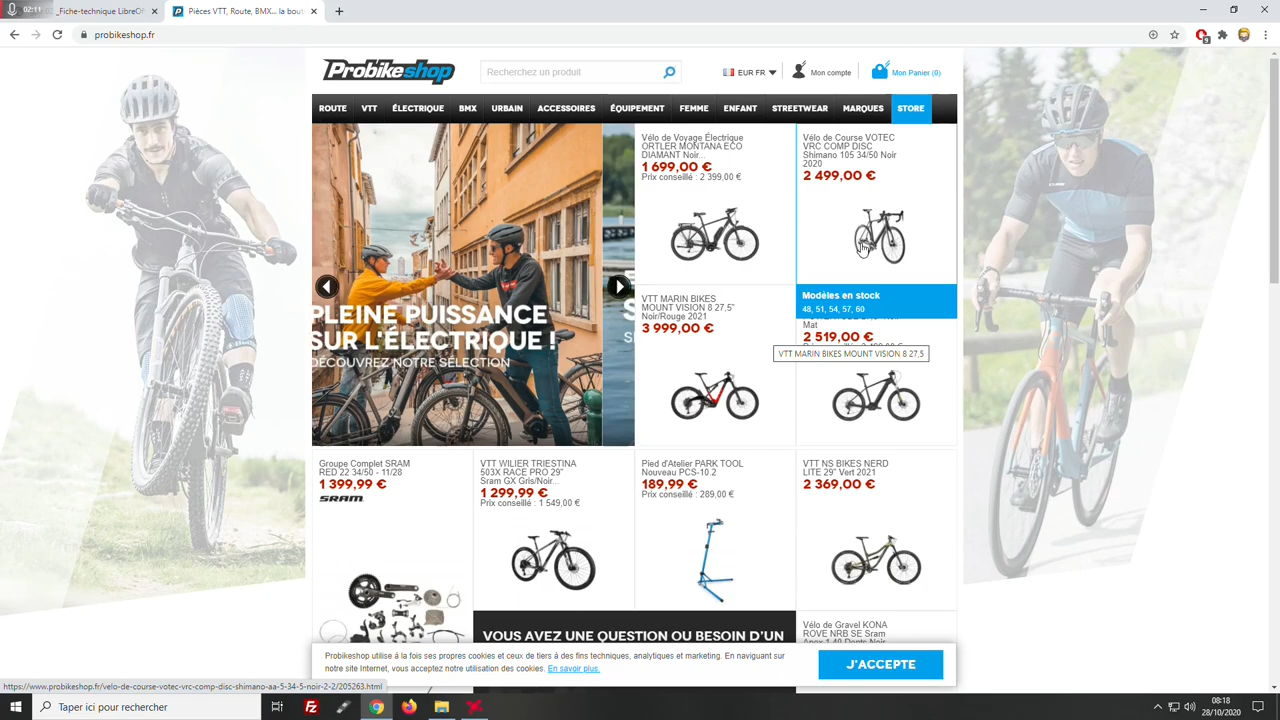 02:11
_Fiche-technique LibreOF
Pièces VTT, Route, BMX... la bout
probikeshop.fr
9
Probikeshop
Recherchez un produit
EUR FR
Mon compte
Mon Panier (0)
ROUTE VTT ÉLECTRIQUE BMX URBAIN ACCESSOIRES ÉQUIPEMENT FEMME ENFANT STREETWEAR MARQUES STORE
PLEINE PUISSANCE
SUR L'ÉLECTRIQUE !
DÉCOUVREZ NOTRE SÉLECTION
Vélo de Voyage Électrique
ORTLER MONTANA ECO
DIAMANT Noir...
1 699,00 €
Prix conseillé : 2 399,00 €
Vélo de Course VOTEC
VRC COMP DISC
Shimano 105 34/50 Noir
2020
2 499,00 €
Modèles en stock
48, 51, 54, 57, 60
VTT MARIN BIKES
MOUNT VISION 8 27,5"
Noir/Rouge 2021
3 999,00 €
Mat
2 519,00 €
VTT MARIN BIKES MOUNT VISION 8 27,5
Groupe Complet SRAM
RED 22 34/50 - 11/28
1 399,99 €
SRAM
VTT WILIER TRIESTINA
503X RACE PRO 29"
Sram GX Gris/Noir...
1 299,99 €
Prix conseillé : 1 549,00 €
Pied d'Atelier PARK TOOL
Nouveau PCS-10.2
189,99 €
Prix conseillé : 289,00 €
VTT NS BIKES NERD
LITE 29" Vert 2021
2 369,00 €
VOUS AVEZ UNE QUESTION OU BESOIN D'UN
Vélo de Gravel KONA
ROVE NRB SE Sram
Probikeshop utilise à la fois ses propres cookies et ceux de tiers à des fins techniques, analytiques et marketing. En naviguant sur
notre site Internet, vous acceptez notre utilisation des cookies. En savoir plus.
J'ACCEPTE
https://www.probikeshop.fr/velo-de-course-votec-vrc-comp-disc-shimano-aa-5-34-5-noir-2-2/205263.html
Taper ici pour rechercher
08:18
28/10/2020